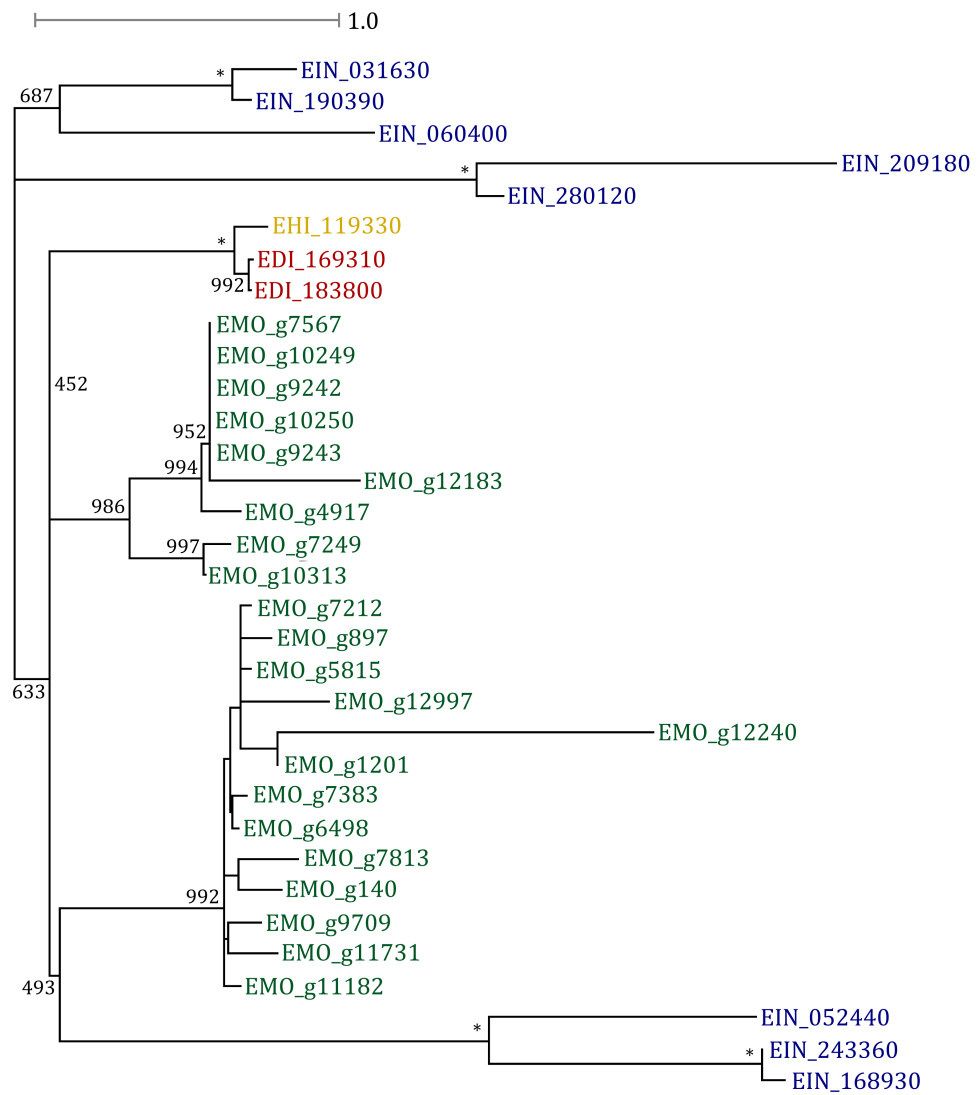 1.0
*
EIN_031630
687
EIN_190390
EIN_060400
*
EIN_209180
EIN_280120
*
EHI_119330
EDI_169310
992
EDI_183800
EMO_g7567
EMO_g10249
452
EMO_g9242
EMO_g10250
952
EMO_g9243
994
EMO_g12183
986
EMO_g4917
997
EMO_g7249
EMO_g10313
EMO_g7212
EMO_g897
EMO_g5815
633
EMO_g12997
EMO_g12240
EMO_g1201
EMO_g7383
EMO_g6498
EMO_g7813
992
EMO_g140
EMO_g9709
EMO_g11731
493
EMO_g11182
*
EIN_052440
*
EIN_243360
EIN_168930